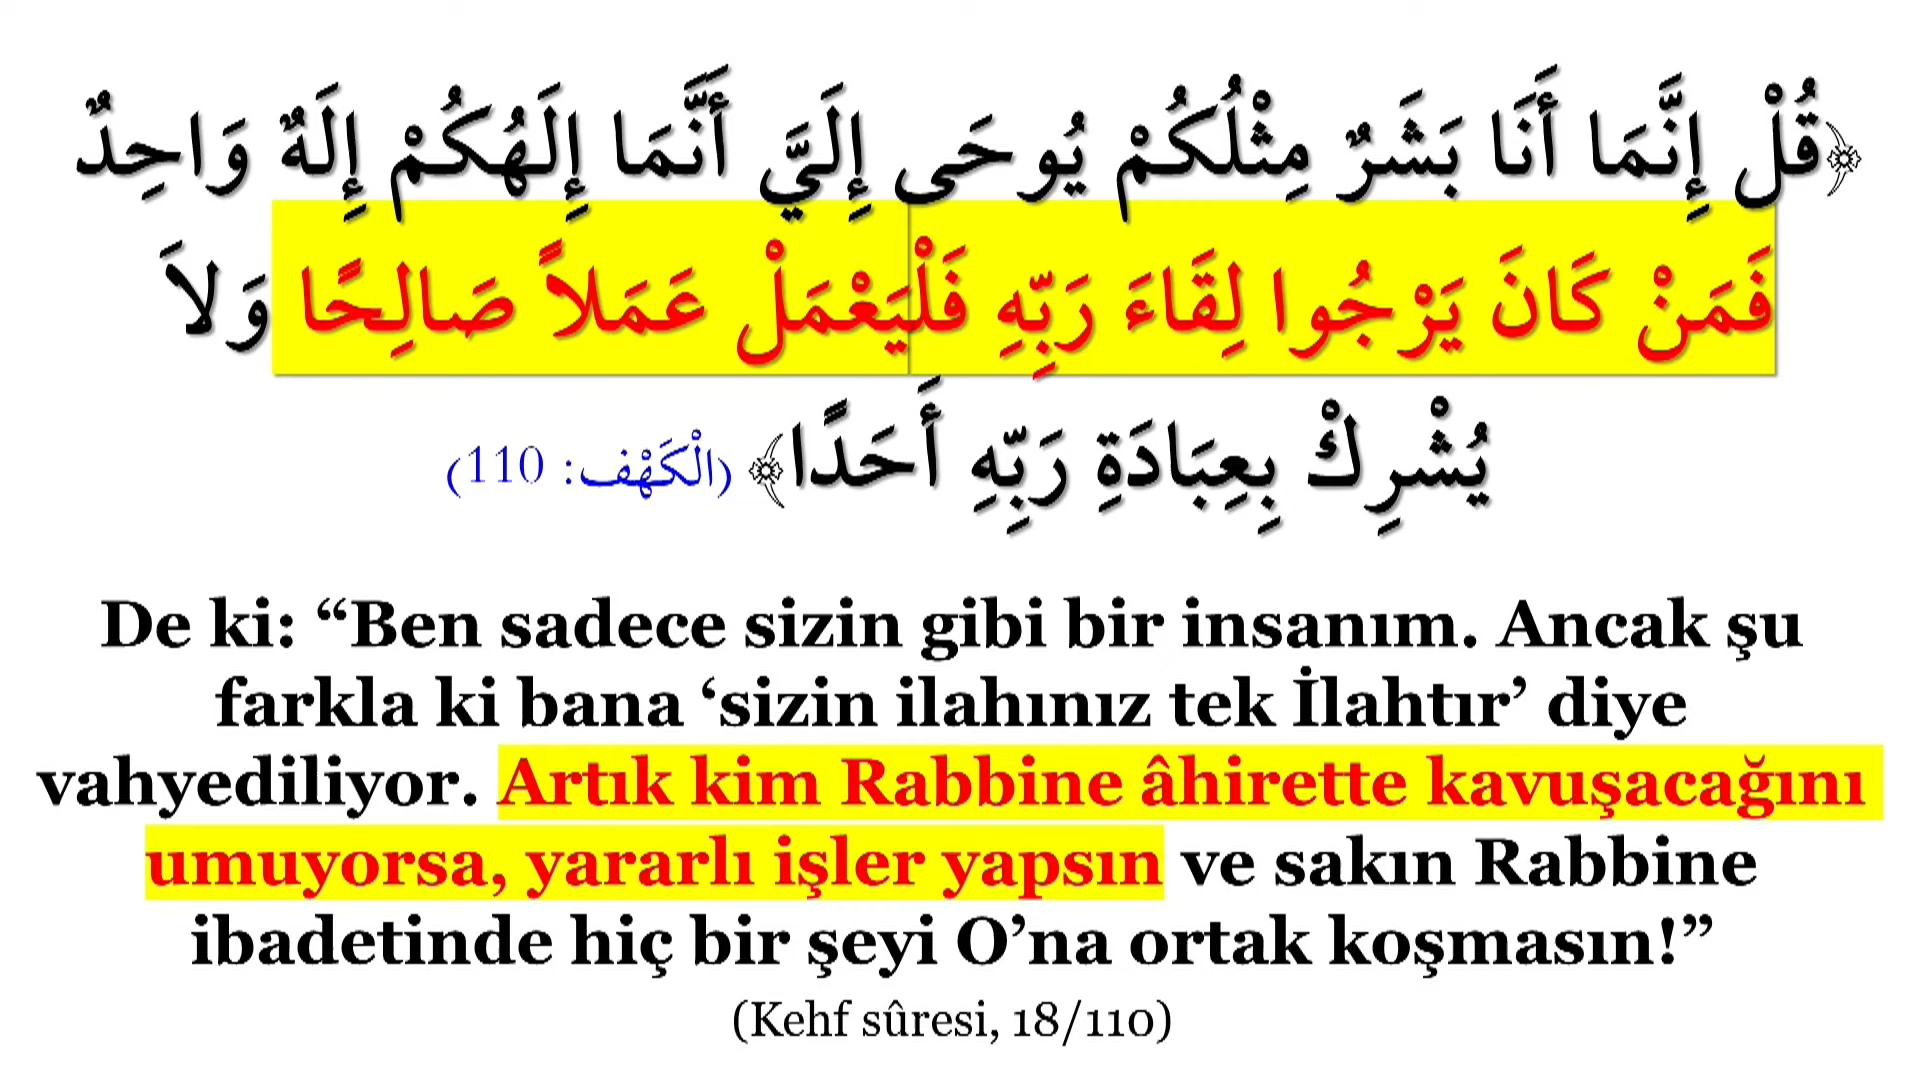 ﴿قُلْ إِنَّمَا أَنَا بَشَرٌ مِثْلُكُمْ يُوحَى إِلَيَّ أَنَّمَا إِلَهُكُمْ إِلَهٌ وَاحِدٌ
فَمَنْ كَانَ يَرْجُوا لِقَاءَ رَبِّهِ فَلْيَعْمَلْ عَمَلاً صَالِحًا وَلاَ
يُشْرِكْ بِعِبَادَةِ رَبِّهِ أَحَدًا﴾ (الْكَهْف: 110)
De ki: “Ben sadece sizin gibi bir insanım. Ancak şu
farkla ki bana ‘sizin ilahınız tek İlahtır’ diye
vahyediliyor. Artık kim Rabbine âhirette kavuşacağını
umuyorsa, yararlı işler yapsın ve sakın Rabbine
ibadetinde hiç bir şeyi O’na ortak koşmasın!”
(Kehf sûresi, 18/110)